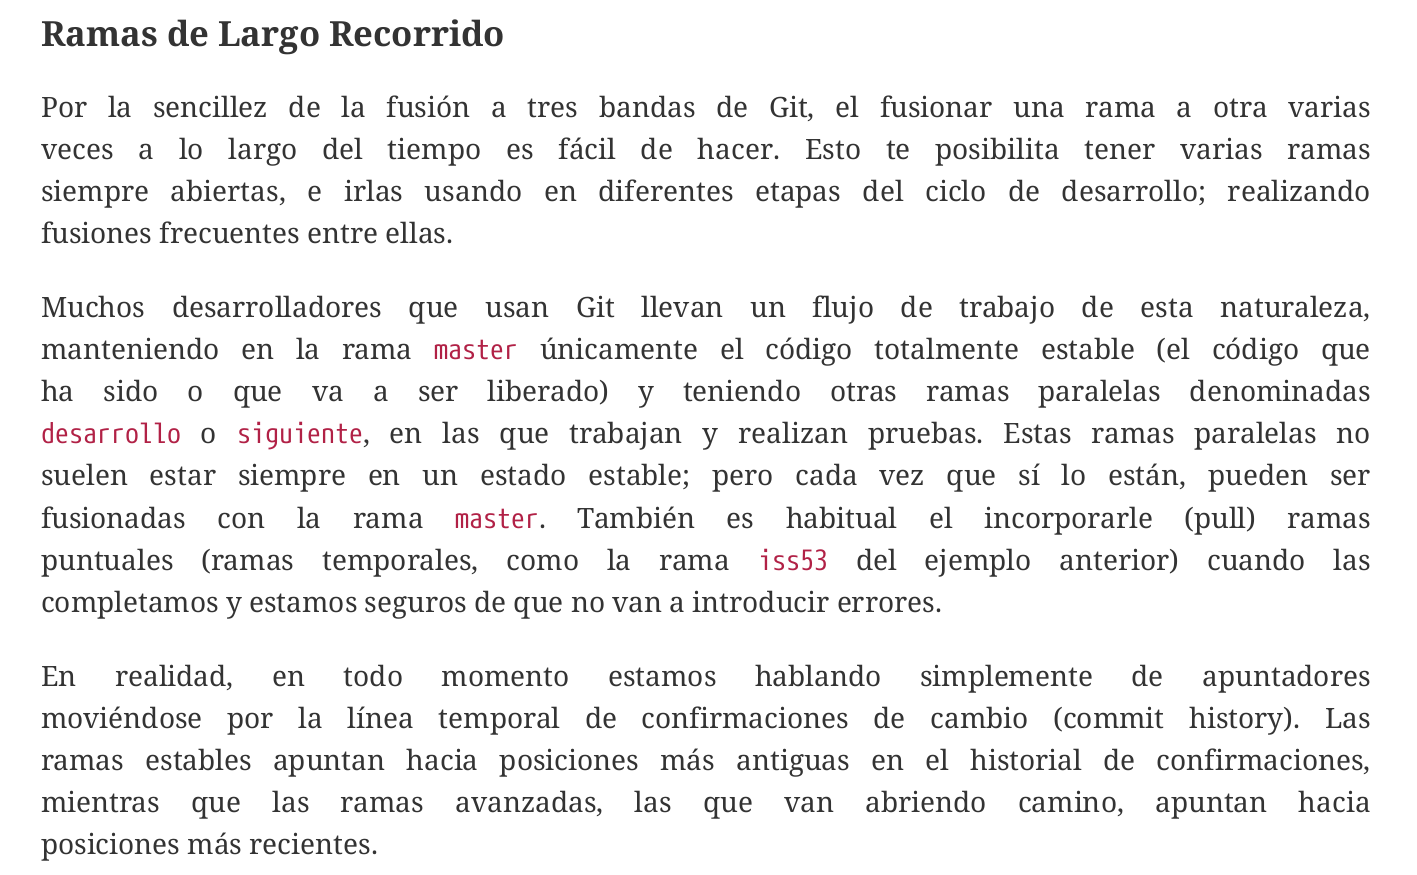 Ramas de Largo Recorrido
Por la sencillez de la fusión a tres bandas de Git, el fusionar una rama a otra varias
veces a lo largo del tiempo es fácil de hacer. Esto te posibilita tener varias ramas
siempre abiertas, e irlas usando en diferentes etapas del ciclo de desarrollo; realizando
fusiones frecuentes entre ellas.
Muchos desarrolladores que usan Git llevan un flujo de trabajo de esta naturaleza,
manteniendo en la rama master únicamente el código totalmente estable (el código que
ha sido o que va a ser liberado) y teniendo otras ramas paralelas denominadas
desarrollo o siguiente, en las que trabajan y realizan pruebas. Estas ramas paralelas no
suelen estar siempre en un estado estable; pero cada vez que sí lo están, pueden ser
fusionadas con la rama master. También es habitual el incorporarle (pull) ramas
puntuales (ramas temporales, como la rama iss53 del ejemplo anterior) cuando las
completamos y estamos seguros de que no van a introducir errores.
En realidad, en todo momento estamos hablando simplemente de apuntadores
moviéndose por la línea temporal de confirmaciones de cambio (commit history). Las
ramas estables apuntan hacia posiciones más antiguas en el historial de confirmaciones,
mientras que las ramas avanzadas, las que van abriendo camino, apuntan hacia
posiciones más recientes.